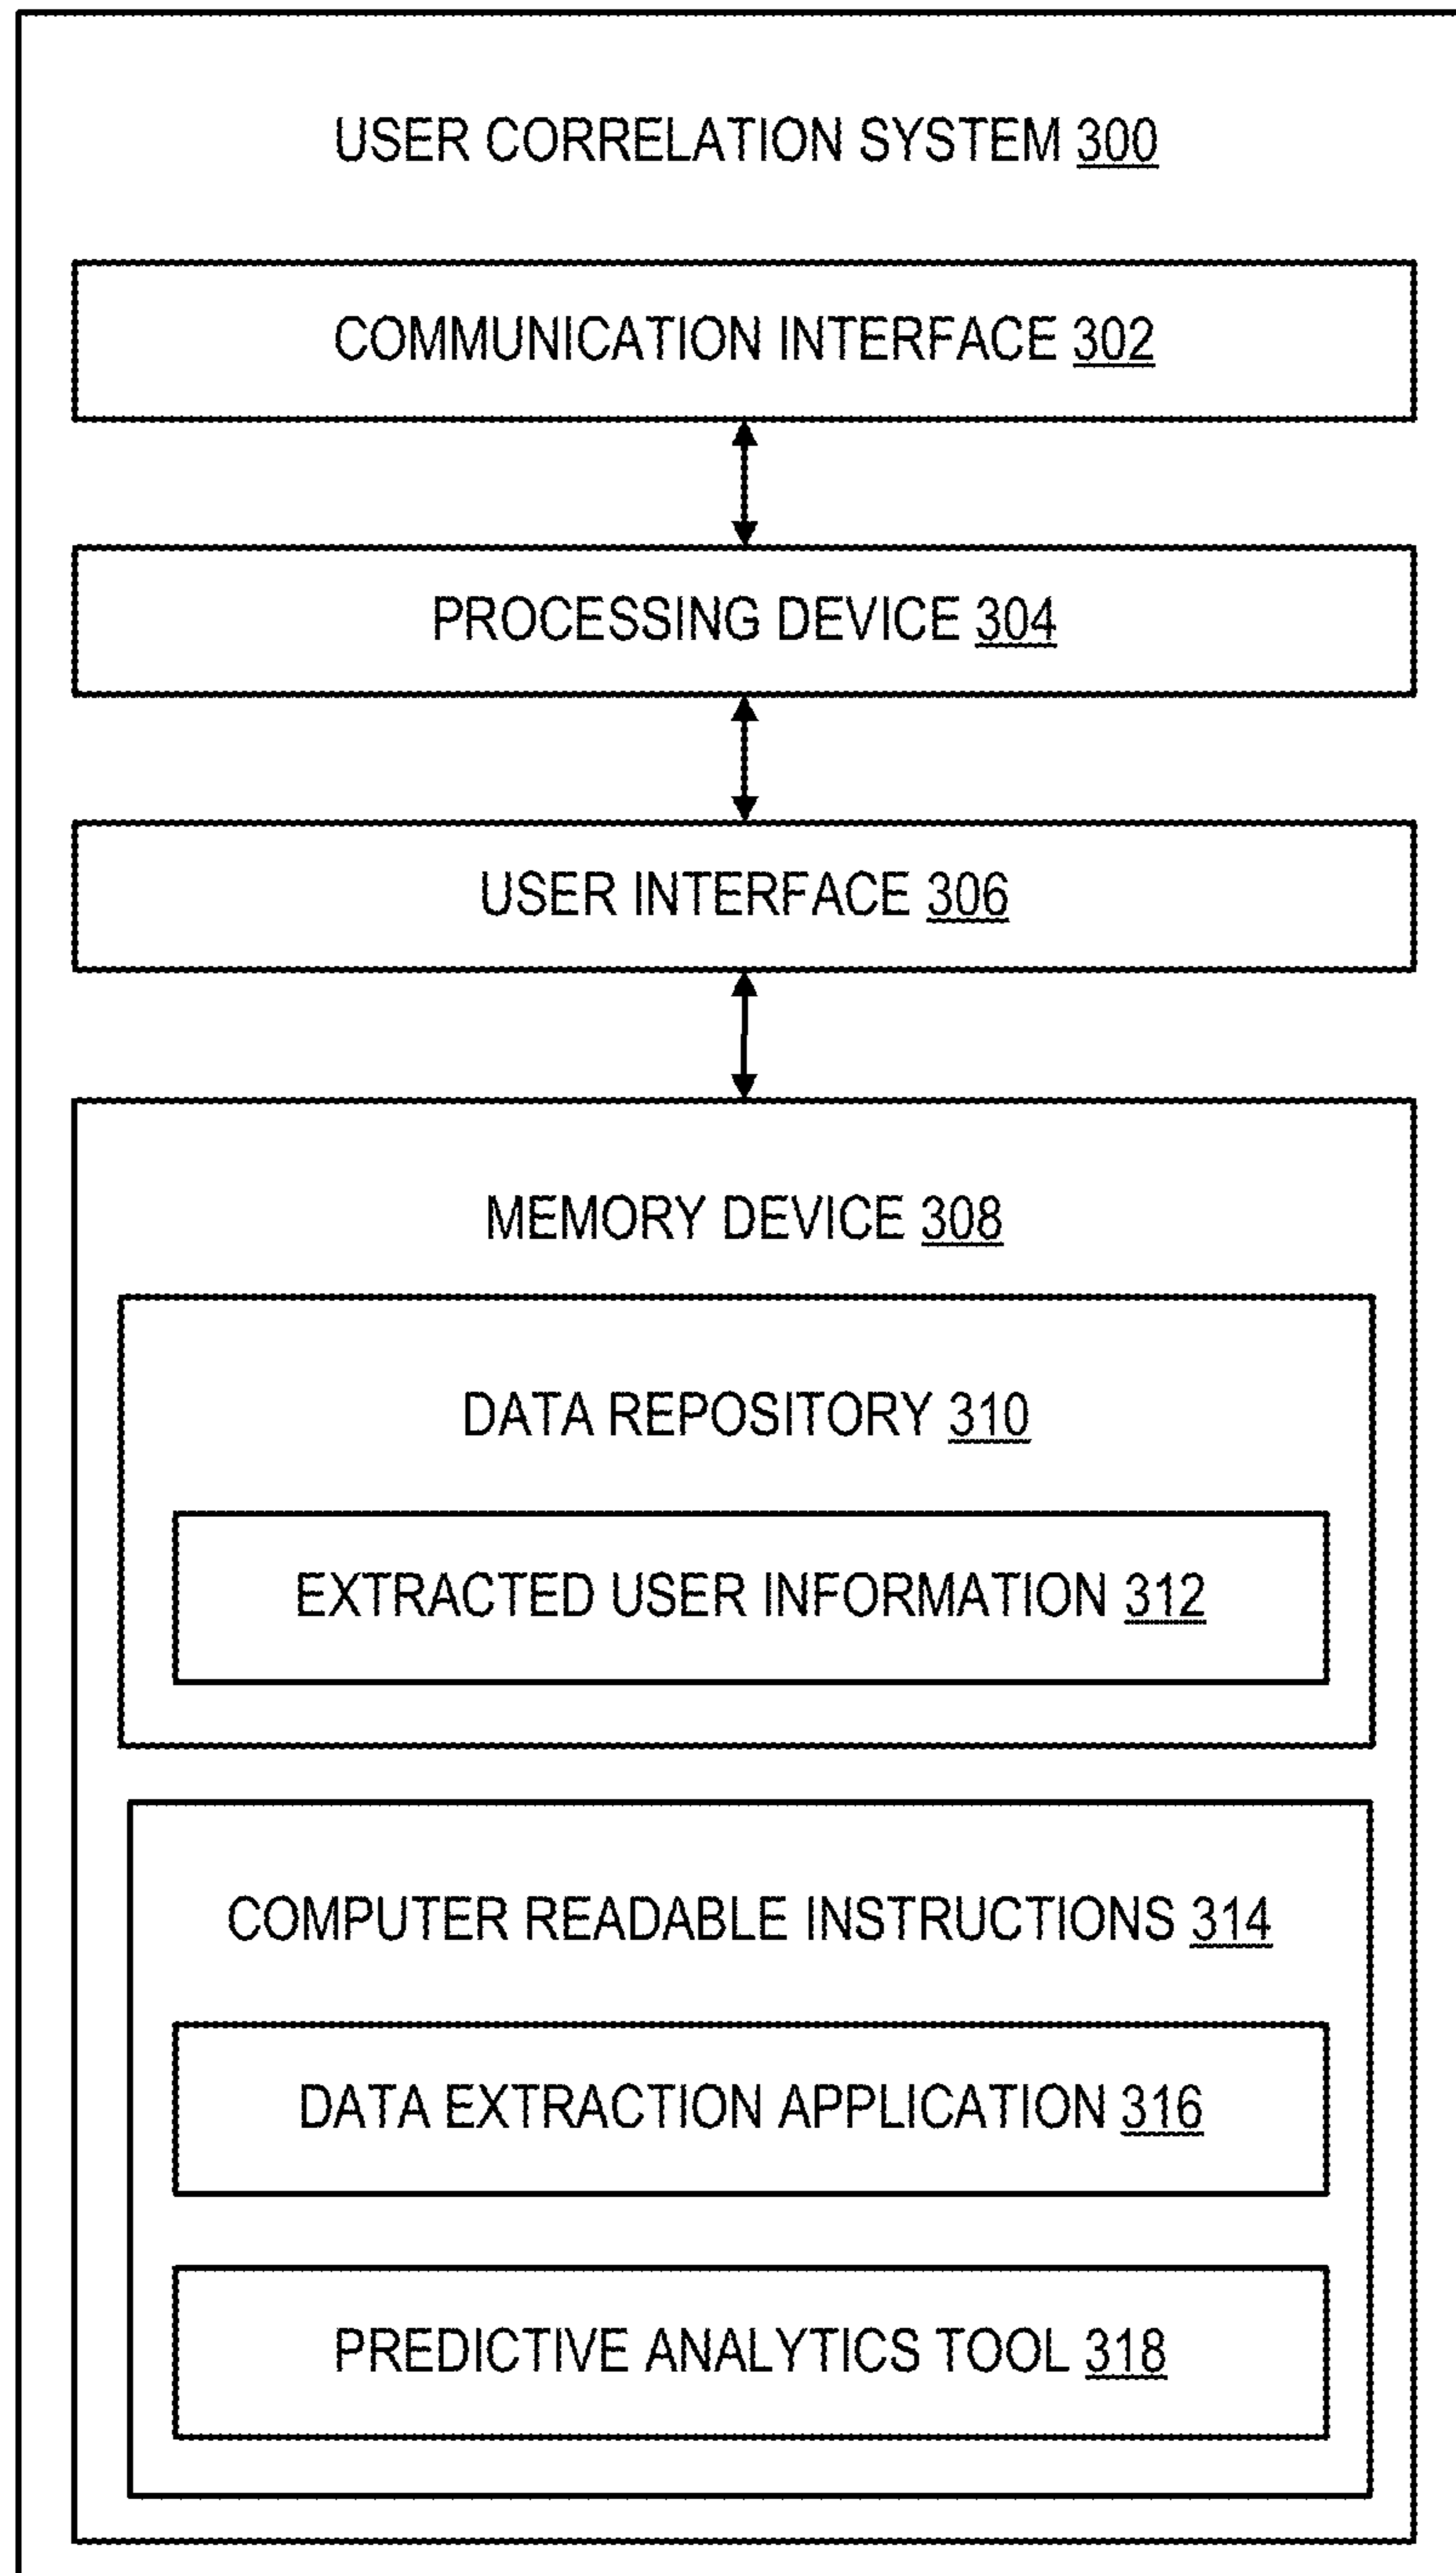 USER CORRELATION SYSTEM 300
COMMUNICATION INTERFACE 302
PROCESSING DEVICE 304
USER INTERFACE 306
MEMORY DEVICE 308
DATA REPOSITORY 310
EXTRACTED USER INFORMATION 312
COMPUTER READABLE INSTRUCTIONS 314
DATA EXTRACTION APPLICATION 316
PREDICTIVE ANALYTICS TOOL 318